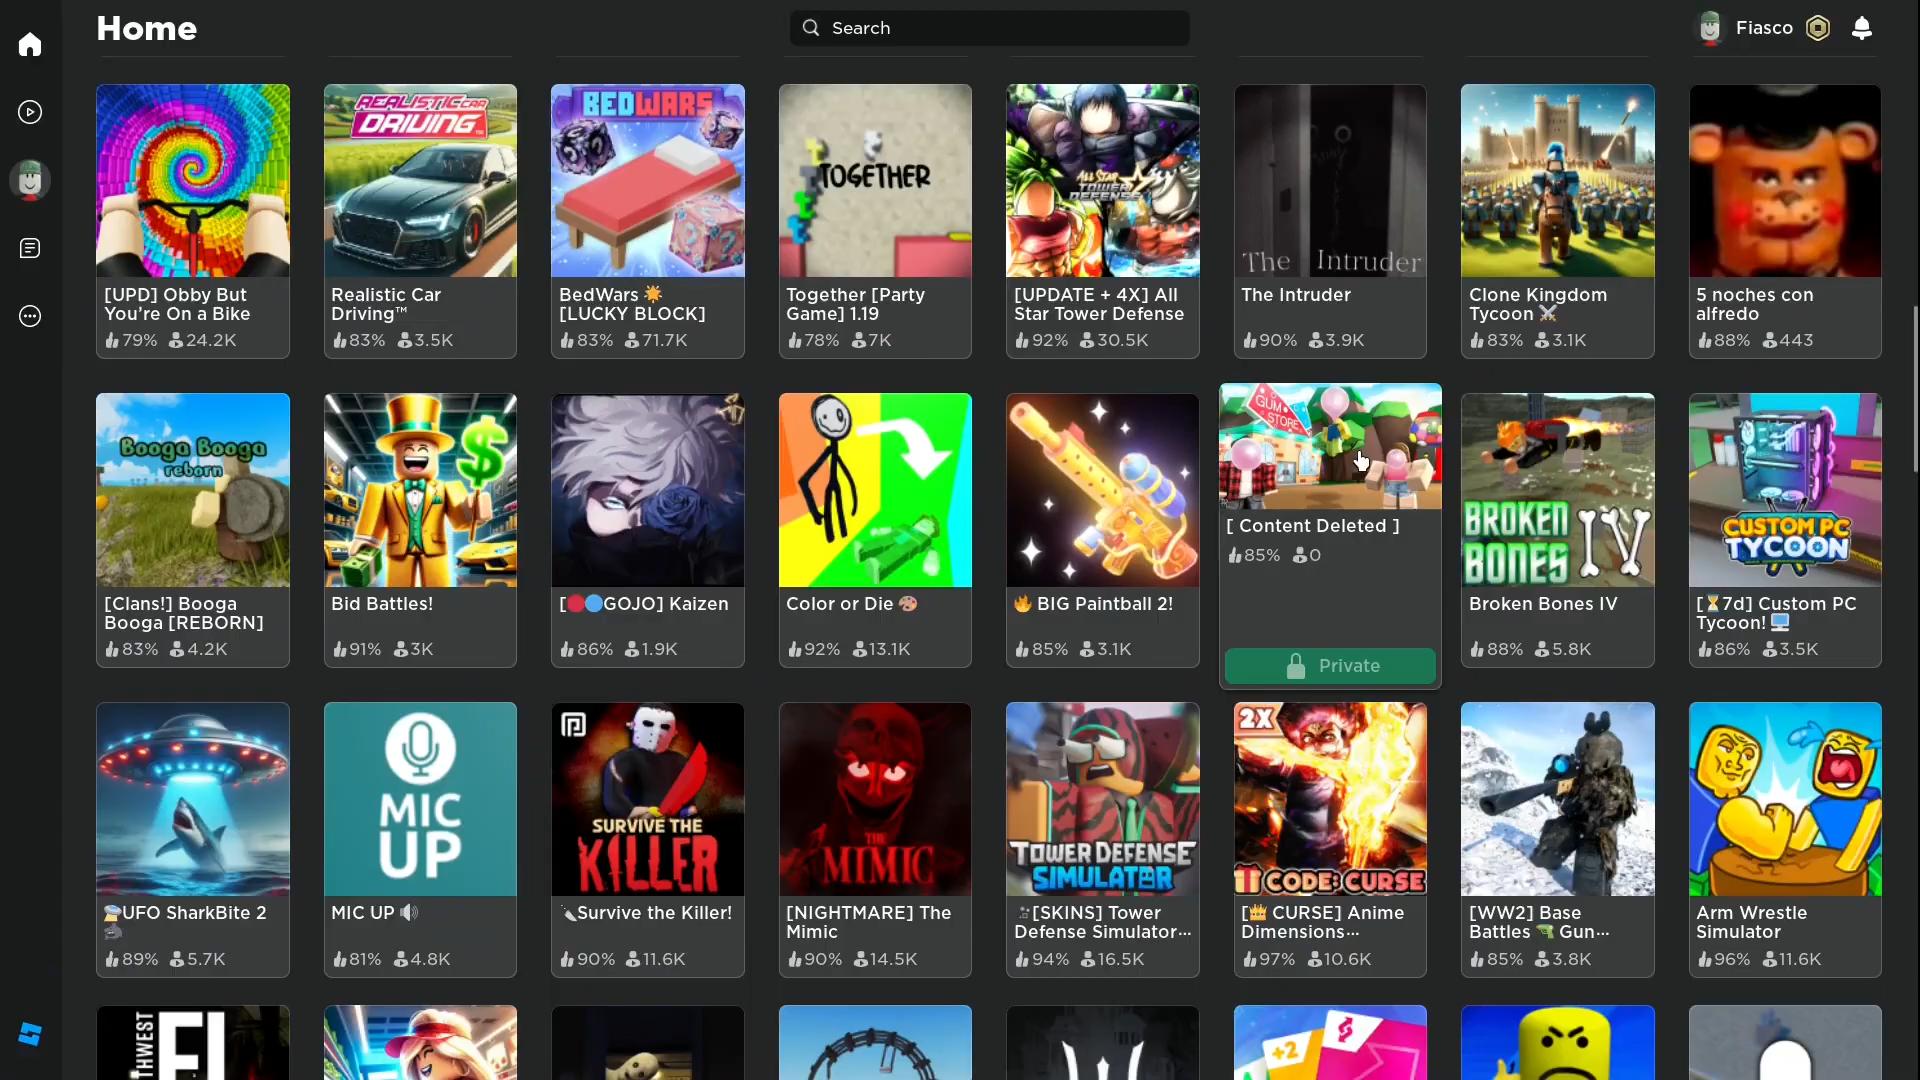 Home
Search
Fiasco
REALISTIC CAR
DRIVING™
BEDWARS
TOGETHER
ALL STAR
TOWER
DEFENSE
The Intruder
[UPD] Obby But
You're On a Bike
79% 24.2K
Realistic Car
Driving™
83% 3.5K
BedWars ☀️
[LUCKY BLOCK]
83% 71.7K
Together [Party
Game] 1.19
78% 7K
[UPDATE + 4X] All
Star Tower Defense
92% 30.5K
The Intruder
90% 3.9K
Clone Kingdom
Tycoon ⚔️
83% 3.1K
5 noches con
alfredo
88% 443
Booga Booga
reborn
$
GUM
STORE
BROKEN
BONES IV
CUSTOM PC
TYCOON
[Clans!] Booga
Booga [REBORN]
83% 4.2K
Bid Battles!
91% 3K
[🔴🔵GOJO] Kaizen
86% 1.9K
Color or Die 🎨
92% 13.1K
🔥 BIG Paintball 2!
85% 3.1K
[ Content Deleted ]
85% 0
Private
Broken Bones IV
88% 5.8K
[⏳7d] Custom PC
Tycoon! 🖥️
86% 3.5K
MIC
UP
SURVIVE THE
KILLER
THE
MIMIC
TOWER DEFENSE
SIMULATOR
2X
CODE: CURSE
🛸UFO SharkBite 2
🦈
89% 5.7K
MIC UP 🔊
81% 4.8K
🔪Survive the Killer!
90% 11.6K
[NIGHTMARE] The
Mimic
90% 14.5K
[SKINS] Tower
Defense Simulator...
94% 16.5K
[👑 CURSE] Anime
Dimensions...
97% 10.6K
[WW2] Base
Battles 🔫 Gun...
85% 3.8K
Arm Wrestle
Simulator
96% 11.6K
+2